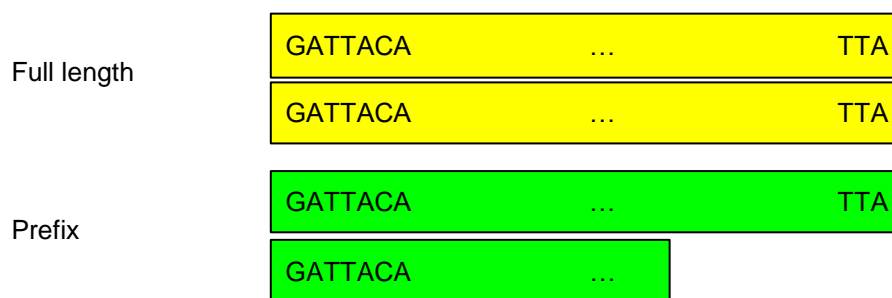 GATTACA … TTA
Full length
GATTACA … TTA
GATTACA … TTA
Prefix
GATTACA …